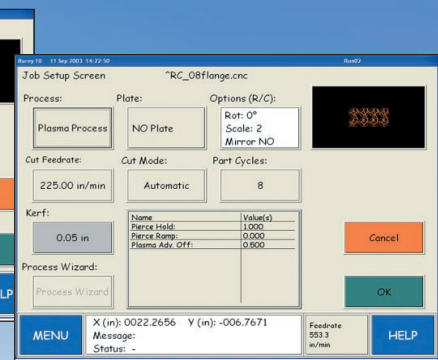 Burny 10 11 Sep 2003 14:22:50 Run02
Job Setup Screen ^RC_08flange.cnc
Process: Plate: Options (R/C):
Plasma Process NO Plate
Rot: 0°
Scale: 2
Mirror NO
Cut Feedrate: Cut Mode: Part Cycles:
225.00 in/min Automatic 8
Kerf:
0.05 in
Name Value(s)
Pierce Hold: 1.000
Pierce Ramp: 0.000
Plasma Adv. Off: 0.500
Cancel
Process Wizard:
Process Wizard
OK
LP
MENU
X (in): 0022.2656 Y (in): -006.7671
Message:
Status: -
Feedrate
553.3
in/min
HELP